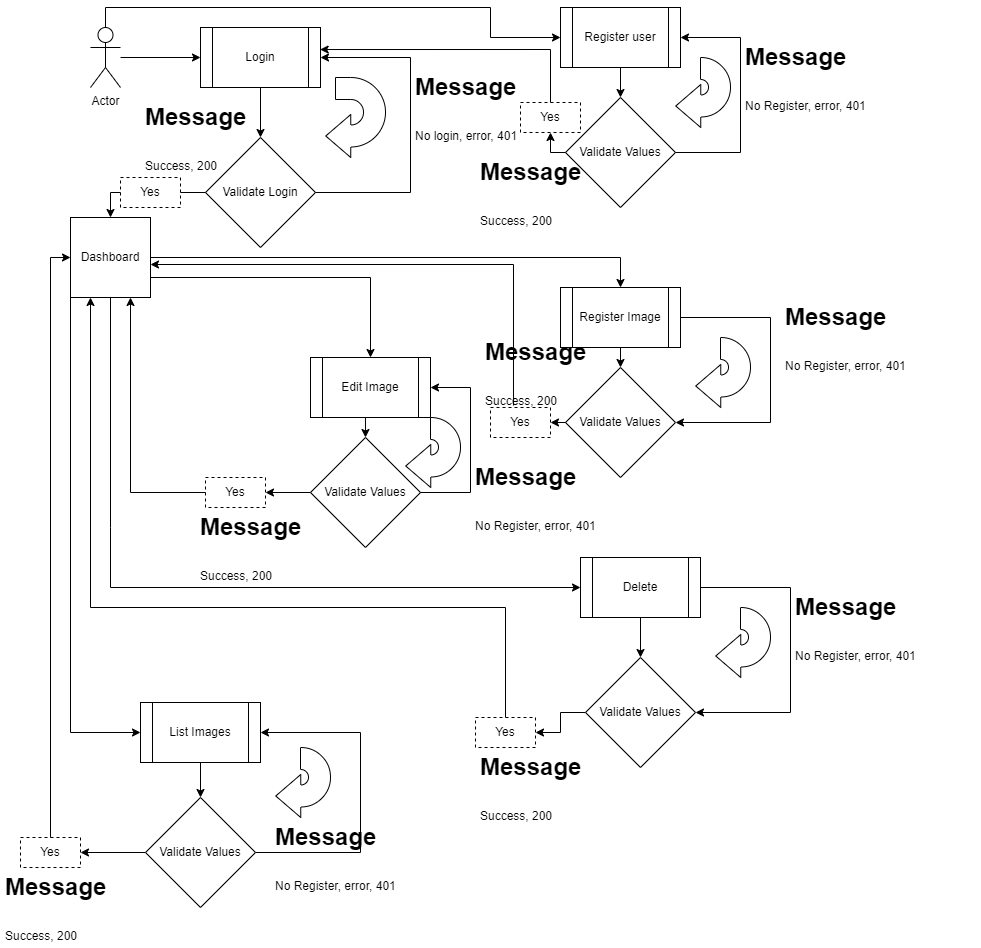 Register user
Login
Message
Actor
Message
Message
No Register, error, 401
Yes
No login, error, 401
Validate Values
Success, 200
Message
Yes
Validate Login
Success, 200
Dashboard
Register Image
Message
Message
No Register, error, 401
Edit Image
Success, 200
Yes
Validate Values
Message
Yes
Validate Values
Message
No Register, error, 401
Success, 200
Delete
Message
No Register, error, 401
Validate Values
List Images
Yes
Message
Success, 200
Message
Yes
Validate Values
Message
No Register, error, 401
Success, 200